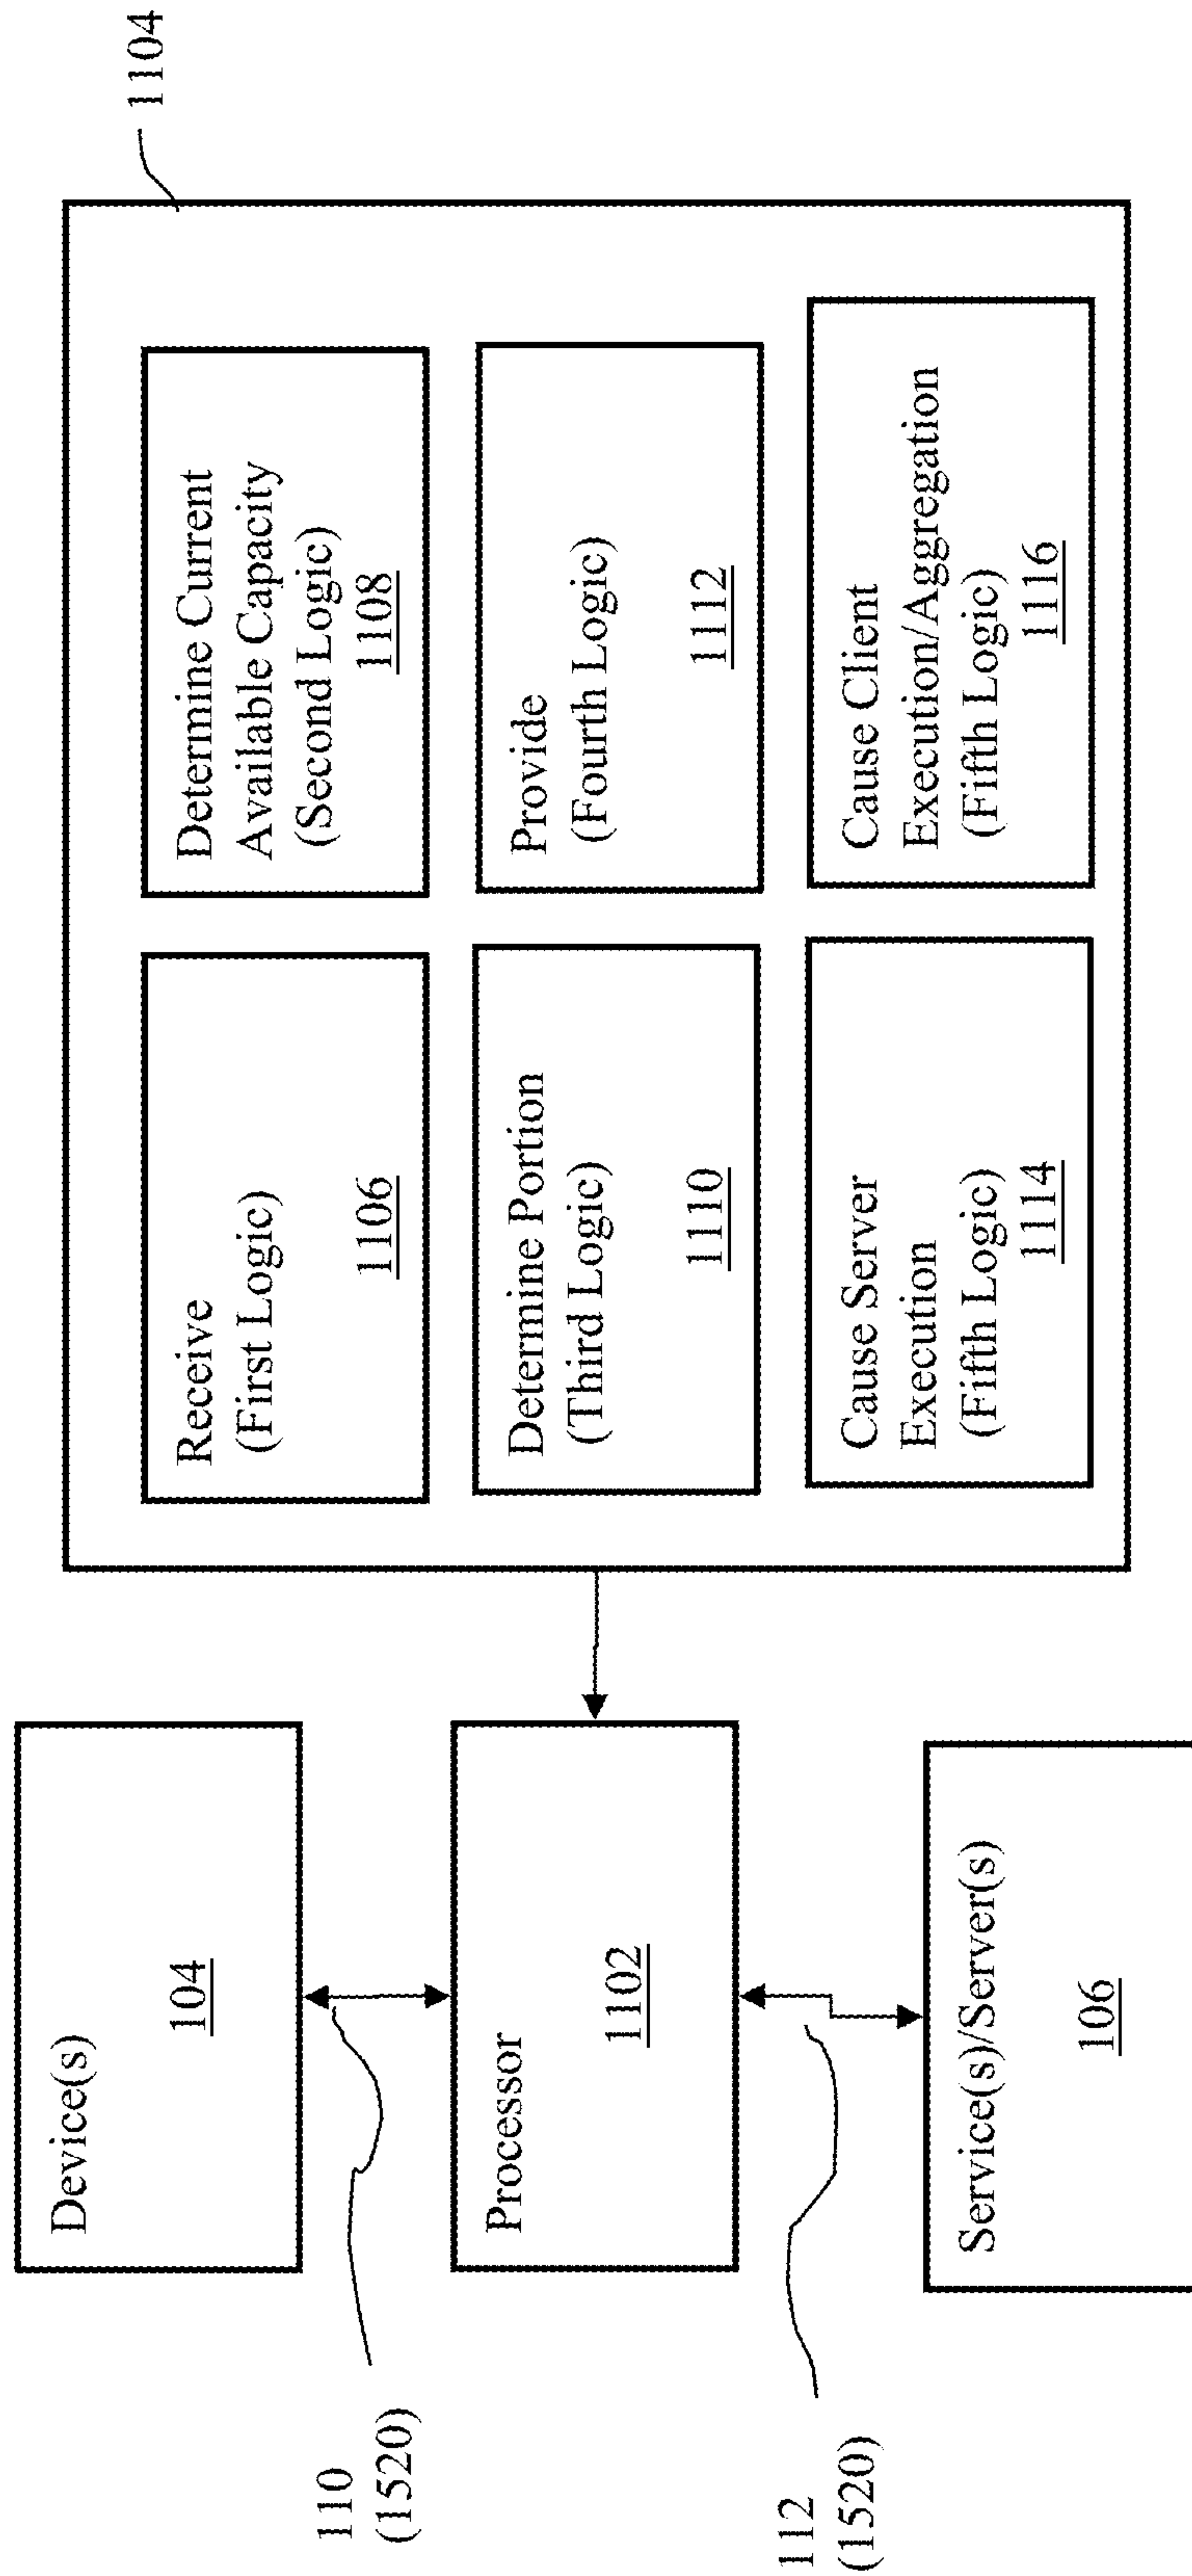 Device(s)
104
110
(1520)
Processor
1102
112
(1520)
Service(s)/Server(s)
106
1104
Receive
(First Logic)
1106
Determine Current
Available Capacity
(Second Logic)
1108
Determine Portion
(Third Logic)
1110
Provide
(Fourth Logic)
1112
Cause Server
Execution
(Fifth Logic)
1114
Cause Client
Execution/Aggregation
(Fifth Logic)
1116